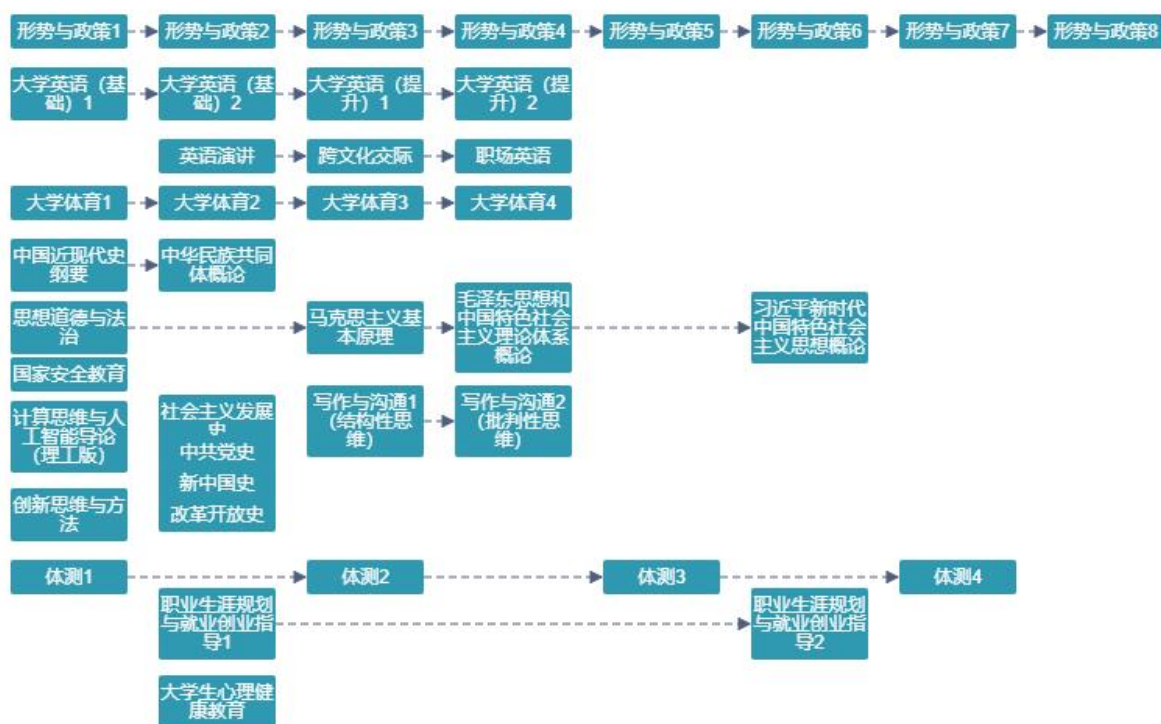 形势与政策1
形势与政策2
形势与政策3
形势与政策4
形势与政策5
形势与政策6
形势与政策7
形势与政策8
大学英语（基
础）1
大学英语（基
础）2
大学英语（提
升）1
大学英语（提
升）2
英语演讲
跨文化交际
职场英语
大学体育1
大学体育2
大学体育3
大学体育4
中国近现代史
纲要
中华民族共同
体概论
思想道德与法
治
马克思主义基
本原理
毛泽东思想和
中国特色社会
主义理论体系
概论
习近平新时代
中国特色社会
主义思想概论
国家安全教育
计算思维与人
工智能导论
(理工版)
社会主义发展
史
中共党史
新中国史
改革开放史
写作与沟通1
(结构性思
维)
写作与沟通2
(批判性思
维)
创新思维与方
法
体测1
体测2
体测3
体测4
职业生涯规划
与就业创业指
导1
职业生涯规划
与就业创业指
导2
大学生心理健
康教育